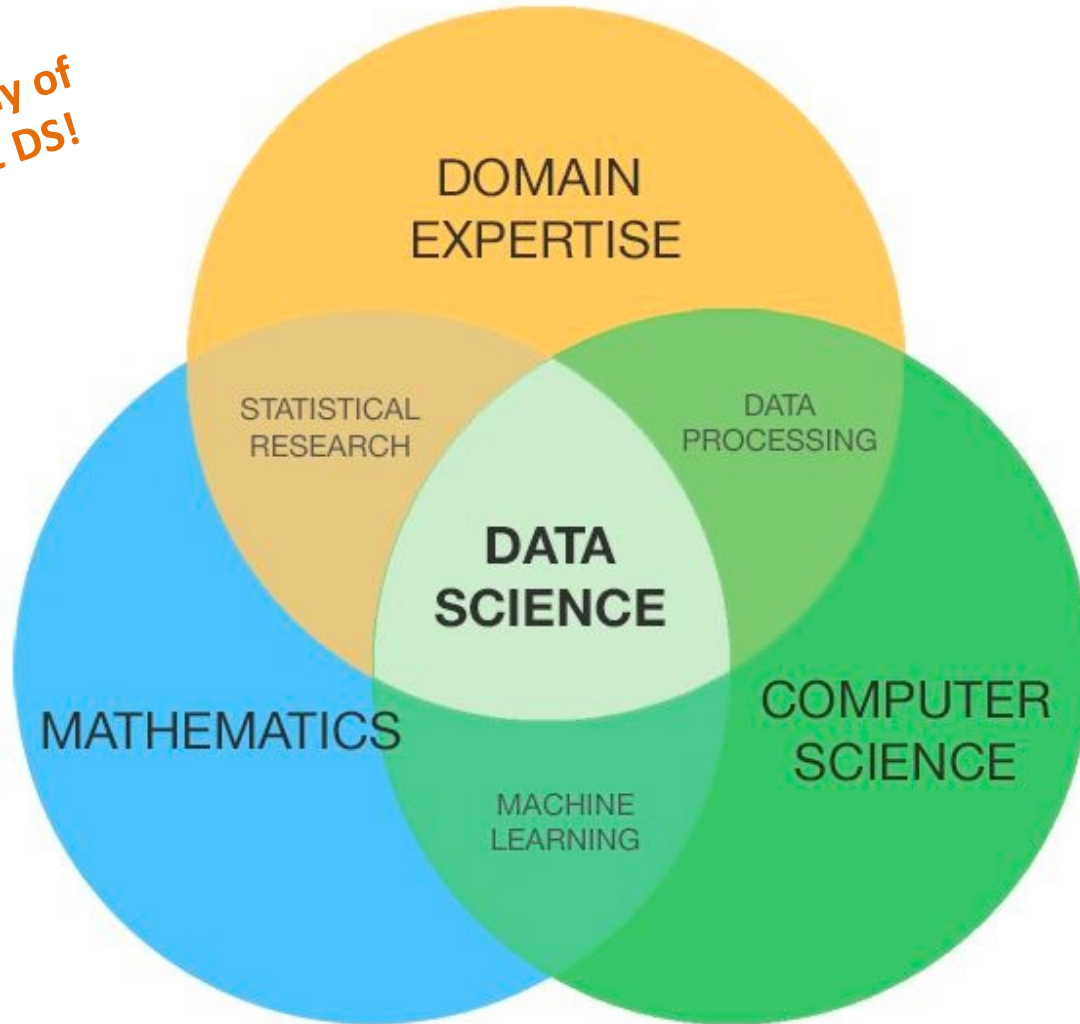 of
DS!
DOMAIN
EXPERTISE
STATISTICAL
RESEARCH
DATA
PROCESSING
DATA
SCIENCE
MATHEMATICS
COMPUTER
SCIENCE
MACHINE
LEARNING